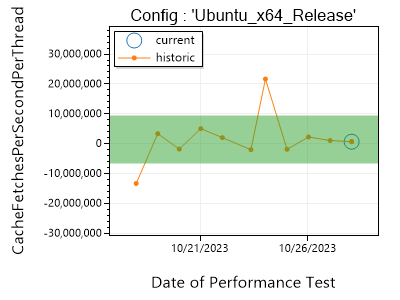 Config : 'Ubuntu_x64_Release'
current
historic
CacheFetchesPerSecondPerThread
30,000,000
20,000,000
10,000,000
0
-10,000,000
-20,000,000
-30,000,000
10/21/2023
10/26/2023
Date of Performance Test